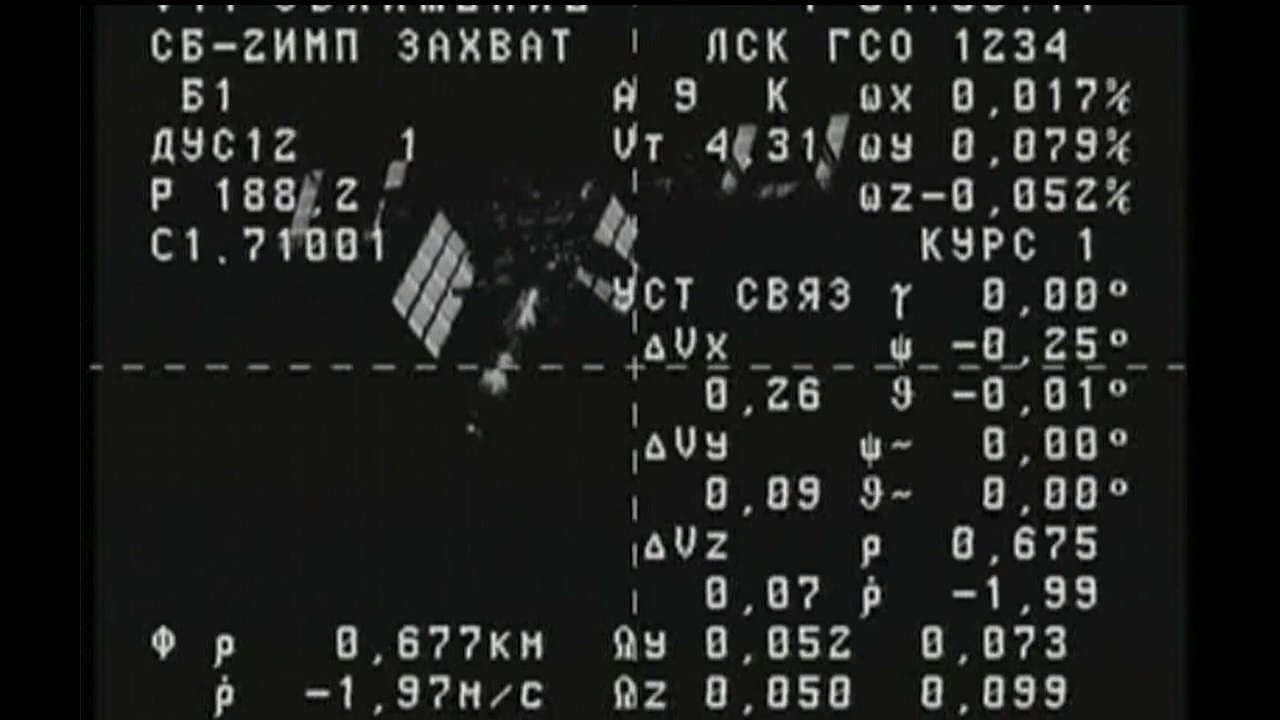 СБ-2ИМП ЗАХВАТ ЛСК ГСО 1234
Б1 А 9 К ωx 0,017%
ДУС12 1 Vт 4,31 ωy 0,079%
Р 188,2 ωz-0,052%
С1.71001 КУРС 1
УСТ СВЯЗ γ 0,00°
ΔVx ψ -0,25°
0,26 ϑ -0,01°
ΔVy ψ~ 0,00°
0,09 ϑ~ 0,00°
ΔVz ρ 0,675
0,07 ρ̇ -1,99
Ф ρ 0,677км Ωy 0,052 0,073
ρ̇ -1,97м/с Ωz 0,050 0,099